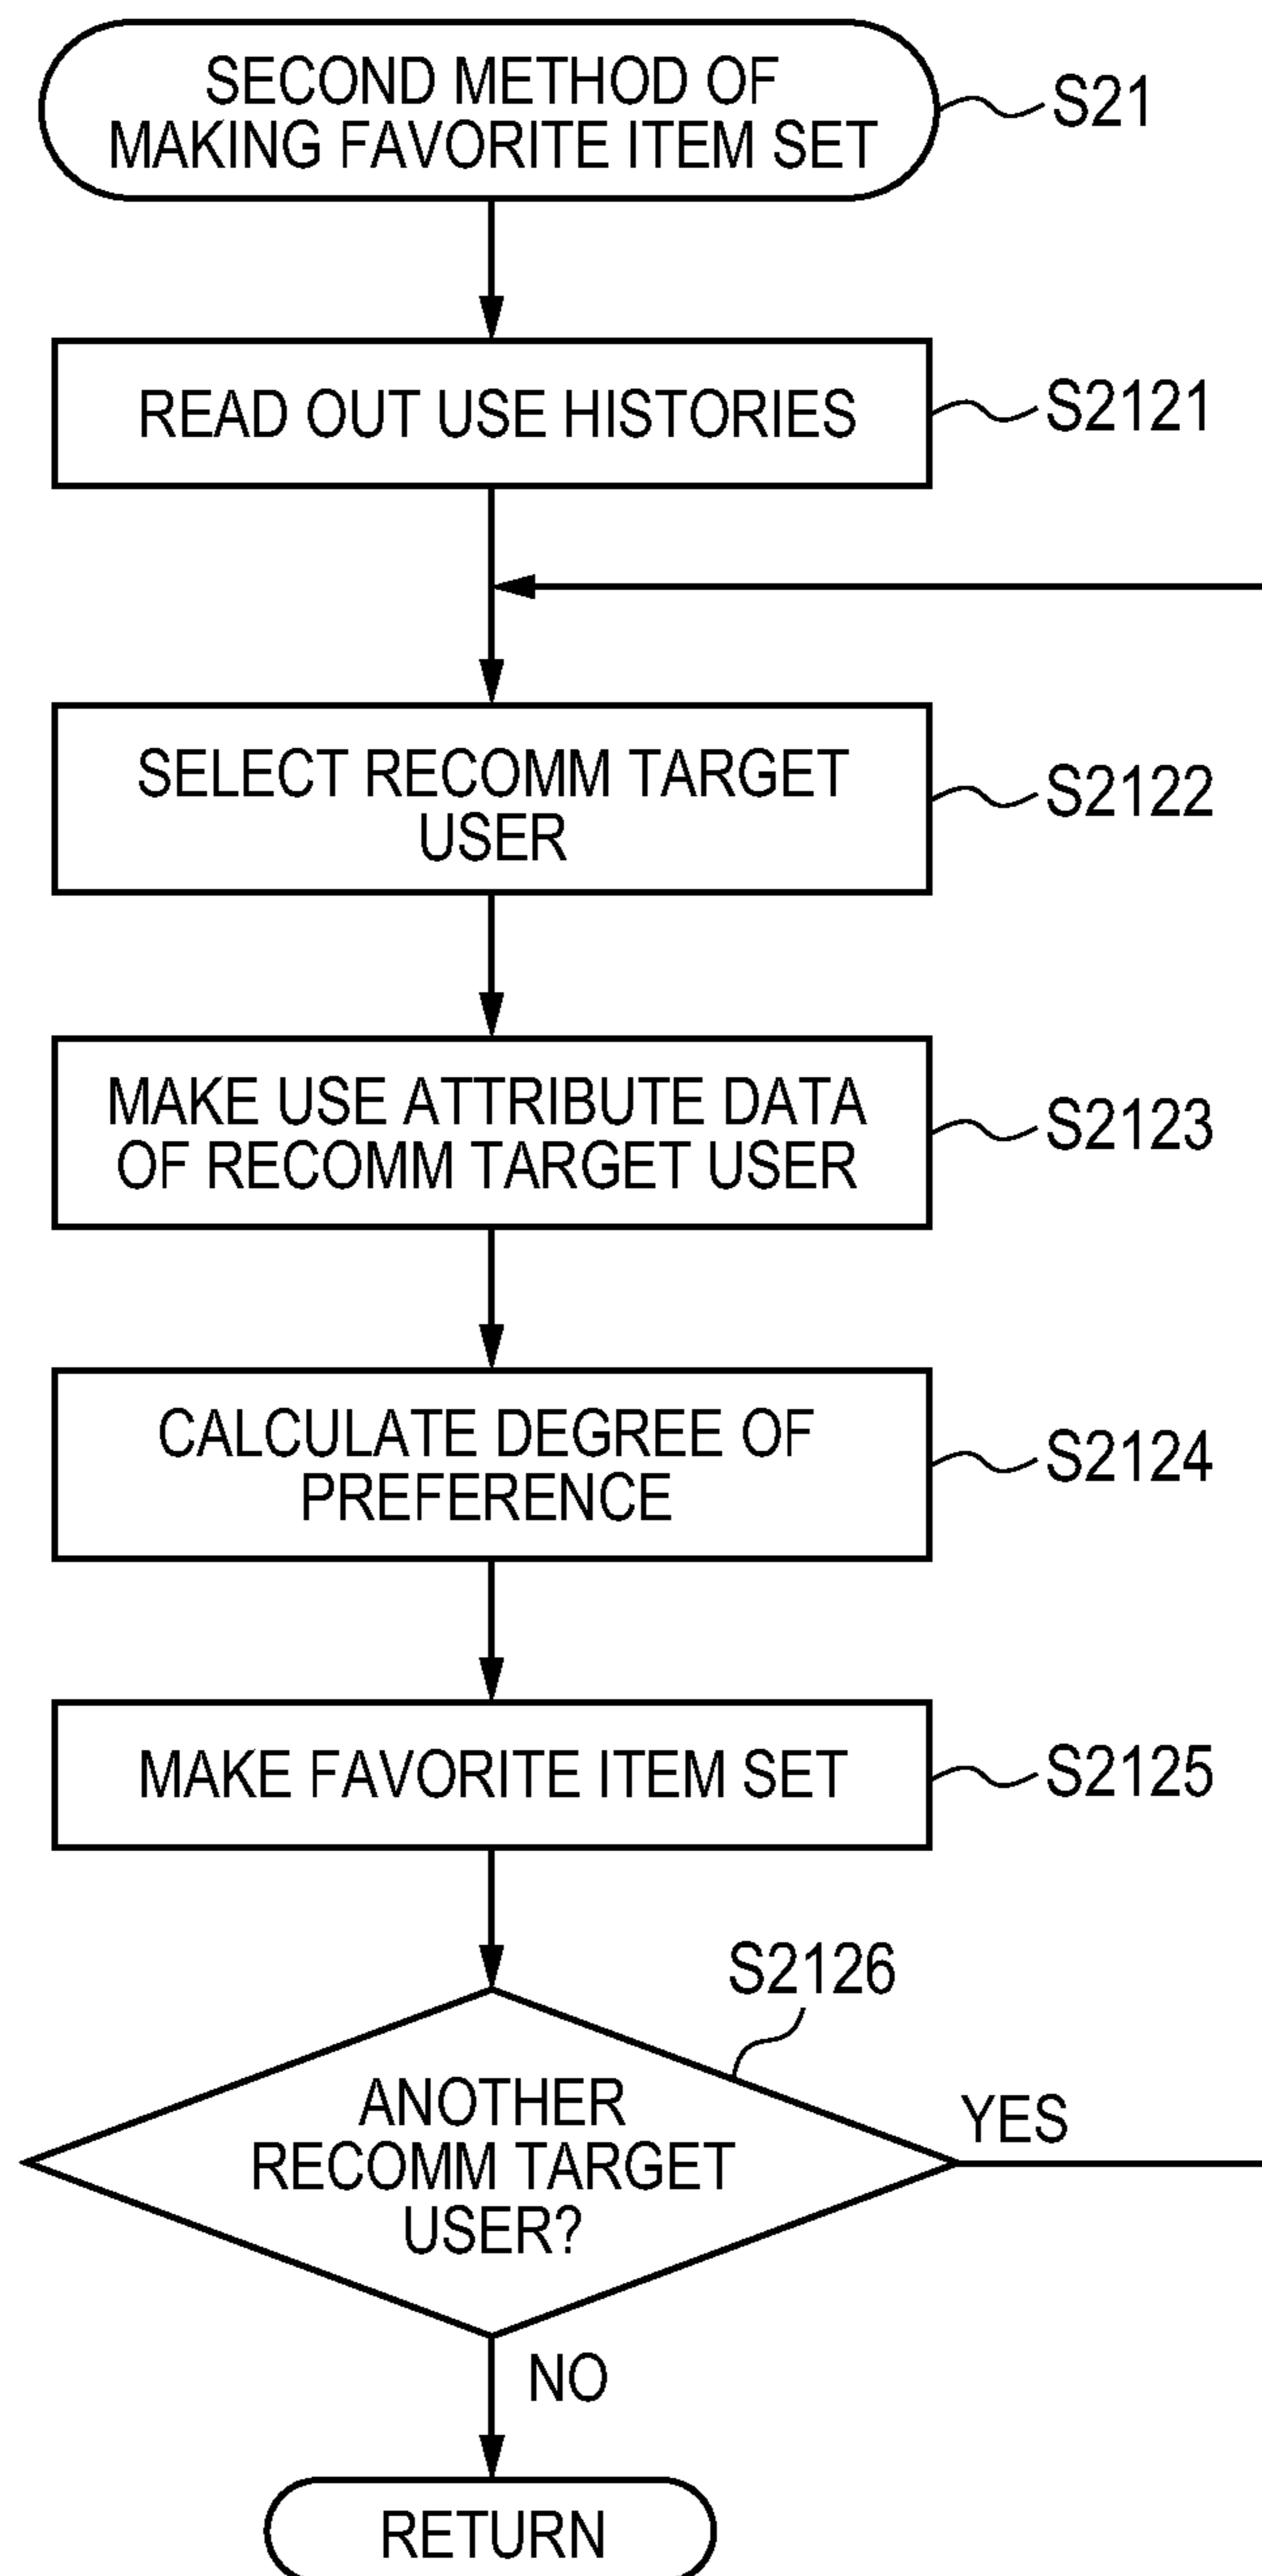 SECOND METHOD OF
MAKING FAVORITE ITEM SET
S21
READ OUT USE HISTORIES
S2121
SELECT RECOMM TARGET
USER
S2122
MAKE USE ATTRIBUTE DATA
OF RECOMM TARGET USER
S2123
CALCULATE DEGREE OF
PREFERENCE
S2124
MAKE FAVORITE ITEM SET
S2125
S2126
ANOTHER
RECOMM TARGET
USER?
YES
NO
RETURN